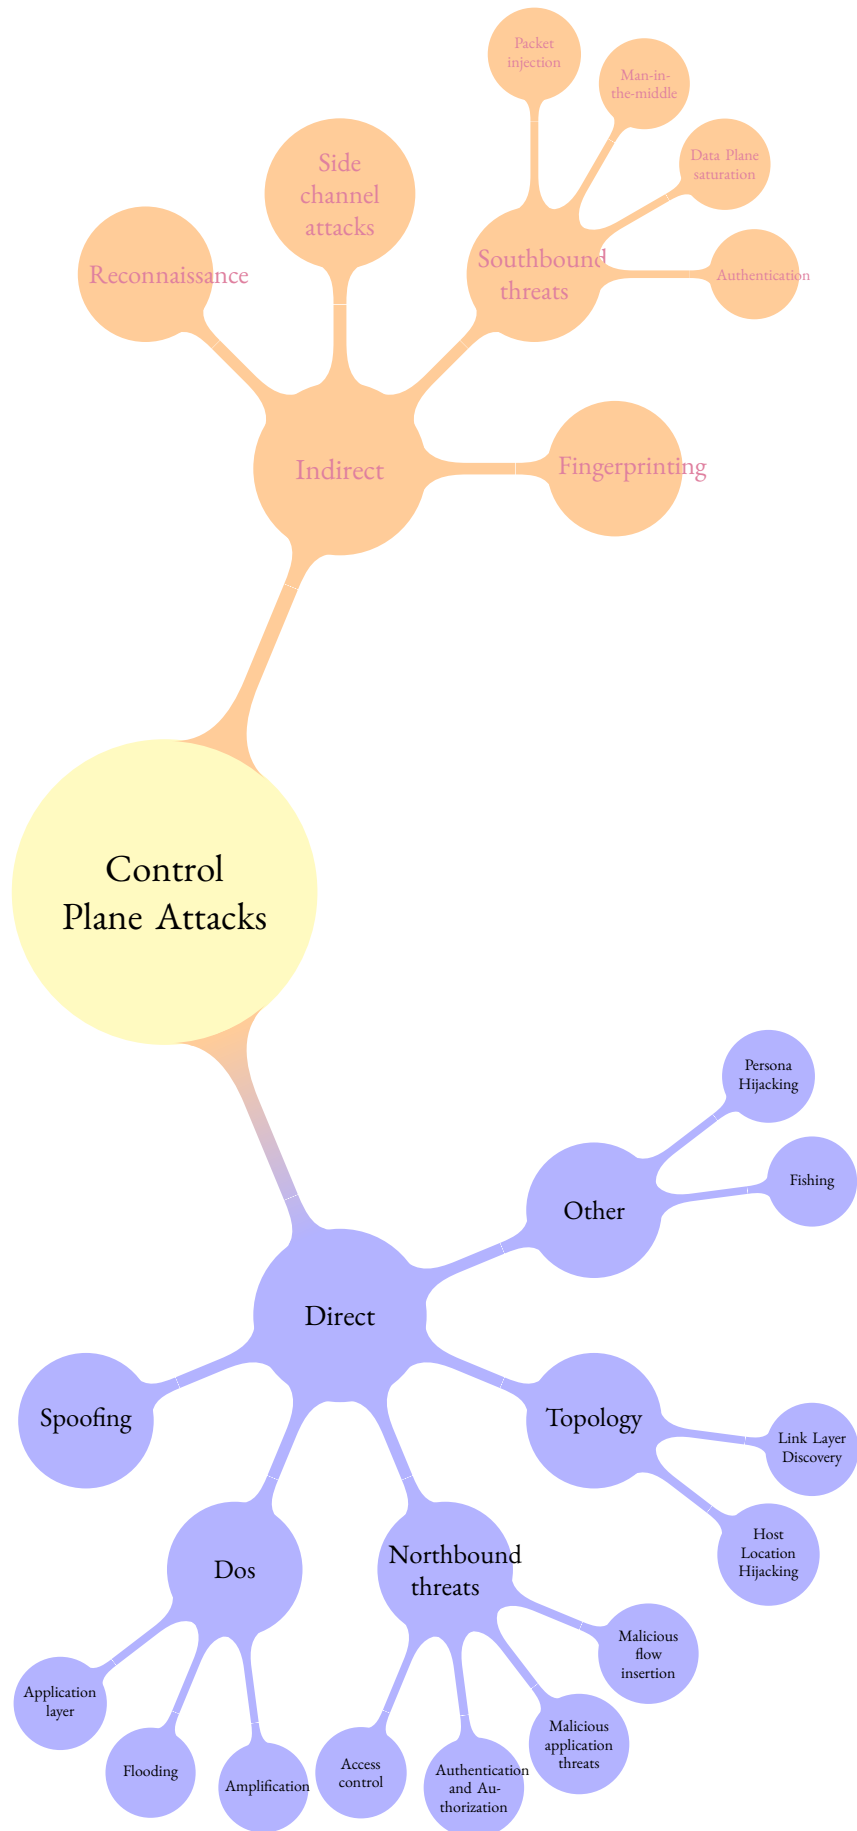 Packet
injection
Man-in-
the-middle
Data Plane
saturation
Authentication
Side
channel
attacks
Reconnaissance
Southbound
threats
Indirect
Fingerprinting
Control
Plane Attacks
Persona
Hijacking
Fishing
Other
Direct
Spoofing
Topology
Link Layer
Discovery
Host
Location
Hijacking
Dos
Northbound
threats
Malicious
flow
insertion
Application
layer
Flooding
Amplification
Access
control
Authentication
and Au-
thorization
Malicious
application
threats